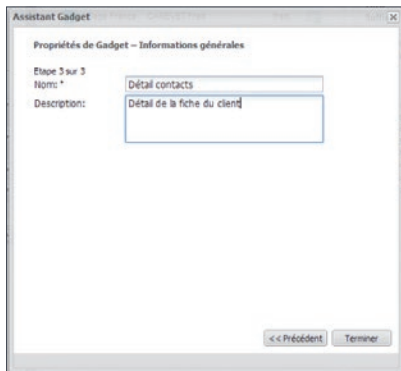 Assistant Gadget
Propriétés de Gadget – Informations générales
Etape 3 sur 3
Nom: * Détail contacts
Description: Détail de la fiche du client
<< Précédent Terminer